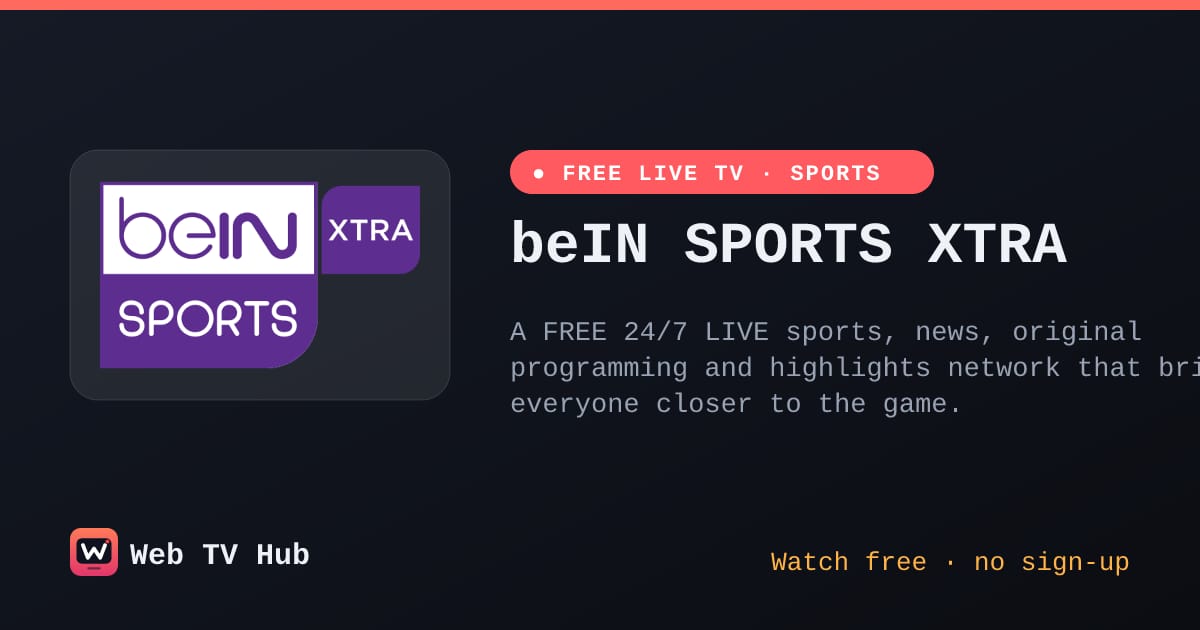 beIN
XTRA
SPORTS
• FREE LIVE TV · SPORTS
beIN SPORTS XTRA
A FREE 24/7 LIVE sports, news, original
programming and highlights network that
everyone closer to the game.
W
Web TV Hub
Watch free · no sign-up